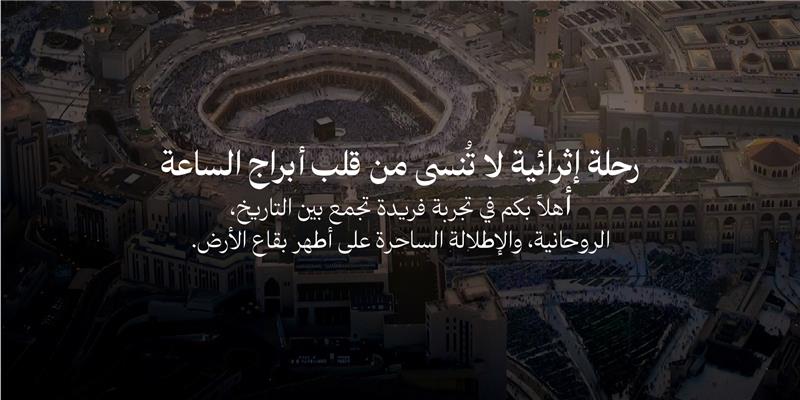 رحلة إثرائية لا تُنسى من قلب أبراج الساعة
أهلاً بكم في تجربة فريدة تجمع بين التاريخ،
الروحانية، والإطلالة الساحرة على أطهر بقاع الأرض.